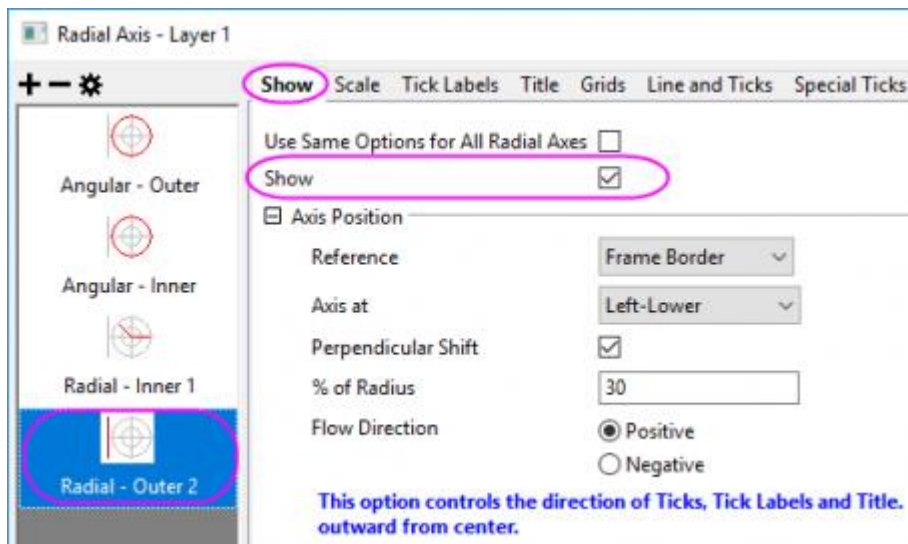 Radial Axis - Layer 1
Show Scale Tick Labels Title Grids Line and Ticks Special Ticks
Angular - Outer
Angular - Inner
Radial - Inner 1
Radial - Outer 2
Use Same Options for All Radial Axes
Show
Axis Position
Reference Frame Border
Axis at Left-Lower
Perpendicular Shift
% of Radius 30
Flow Direction Positive
Negative
This option controls the direction of Ticks, Tick Labels and Title.
outward from center.